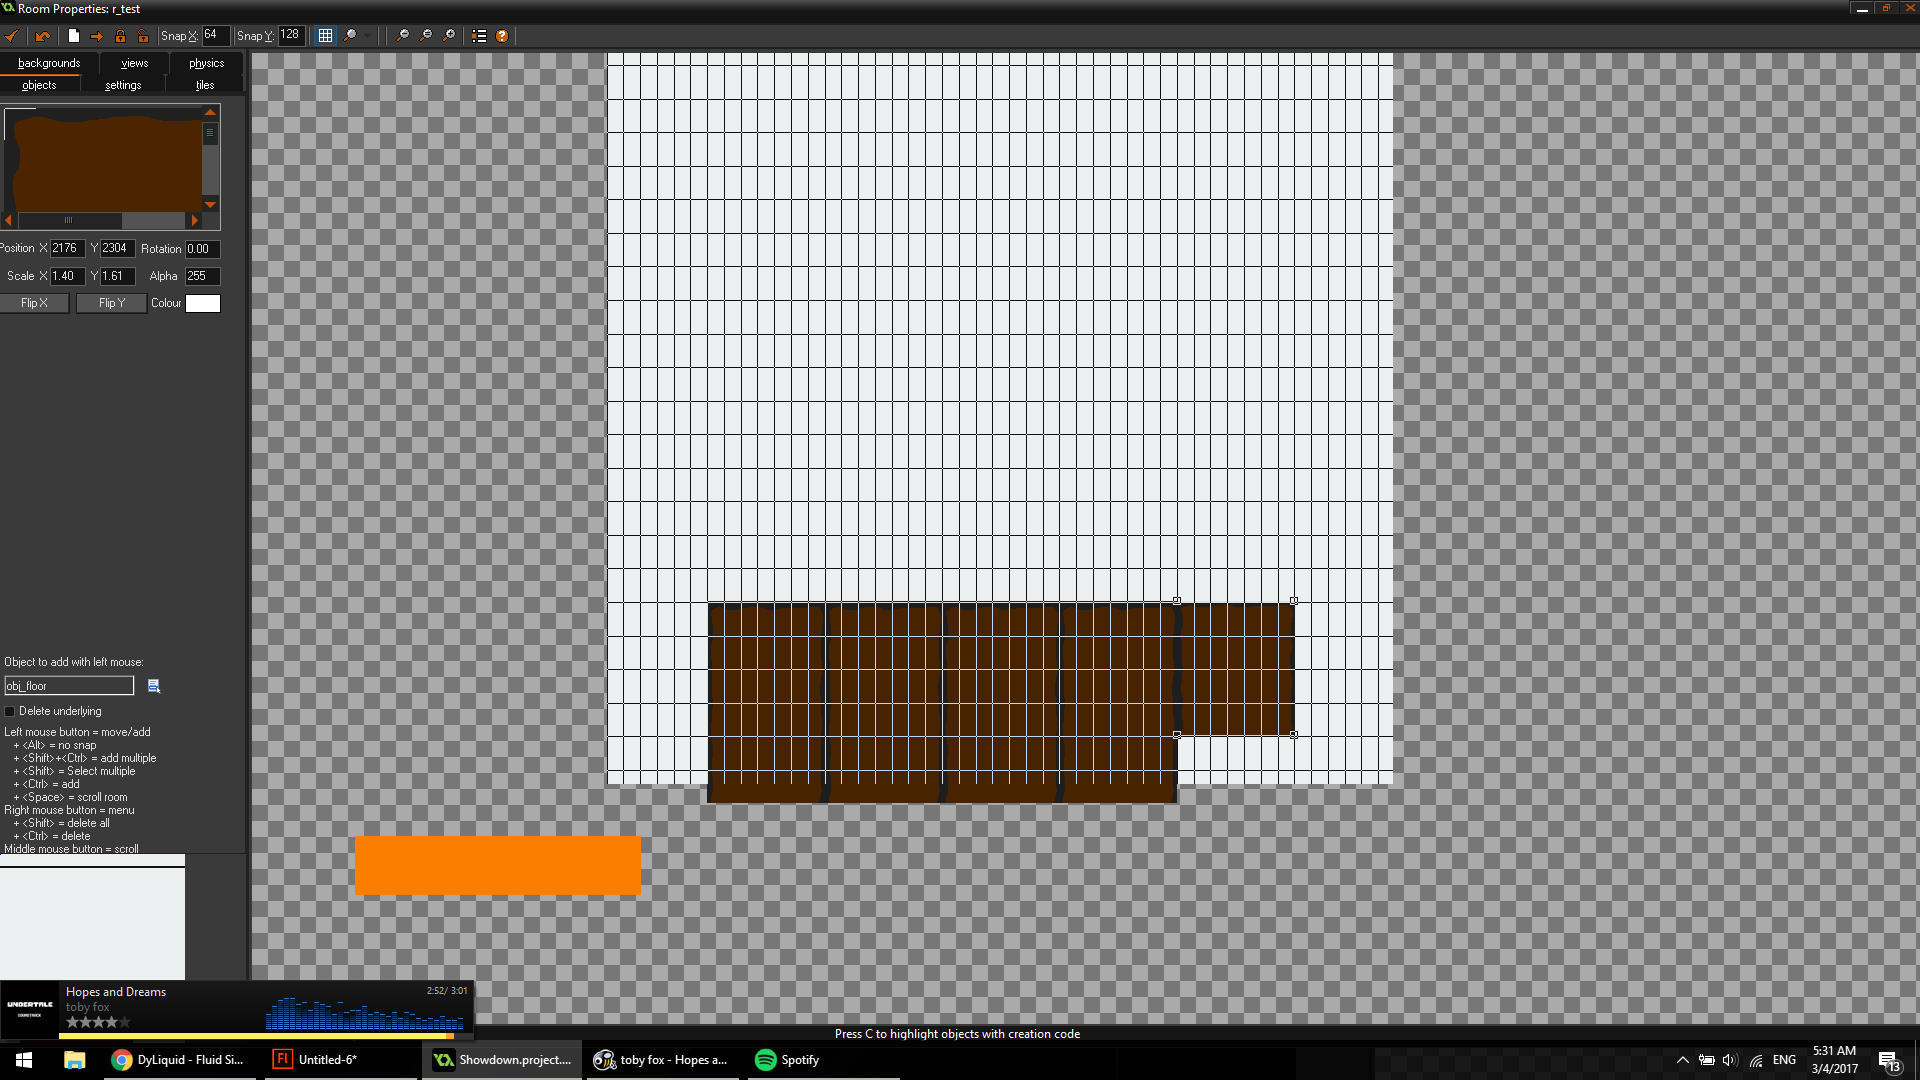 Room Properties: r_test
Snap X: 64 Snap Y: 128
backgrounds views physics
objects settings tiles
Position X 2176 Y 2304 Rotation 0.00
Scale X 1.40 Y 1.61 Alpha 255
Flip X Flip Y Colour
Object to add with left mouse:
obj_floor
Delete underlying
Left mouse button = move/add
+ <Alt> = no snap
+ <Shift>+<Ctrl> = add multiple
+ <Shift> = Select multiple
+ <Ctrl> = add
+ <Space> = scroll room
Right mouse button = menu
+ <Shift> = delete all
+ <Ctrl> = delete
Middle mouse button = scroll
Hopes and Dreams 2:52/ 3:01
toby fox
UNDERTALE
SOUNDTRACK
Press C to highlight objects with creation code
DyLiquid - Fluid Si...
Untitled-6*
Showdown.project....
toby fox - Hopes a...
Spotify
ENG
5:31 AM
3/4/2017
13